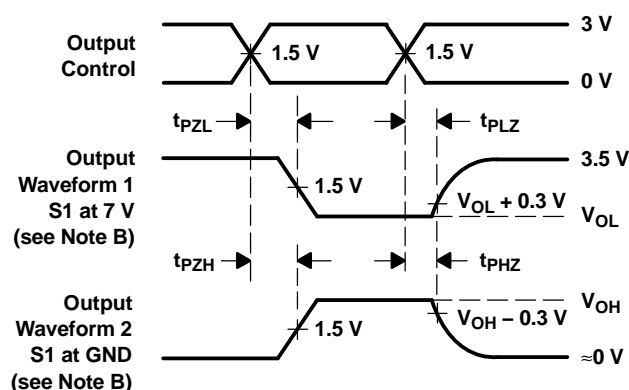 3 V
Output
Control
1.5 V
1.5 V
0 V
tPZL
tPLZ
Output
Waveform 1
S1 at 7 V
(see Note B)
3.5 V
1.5 V
VOL + 0.3 V
VOL
tPZH
tPHZ
Output
Waveform 2
S1 at GND
(see Note B)
VOH
1.5 V
VOH – 0.3 V
≈0 V